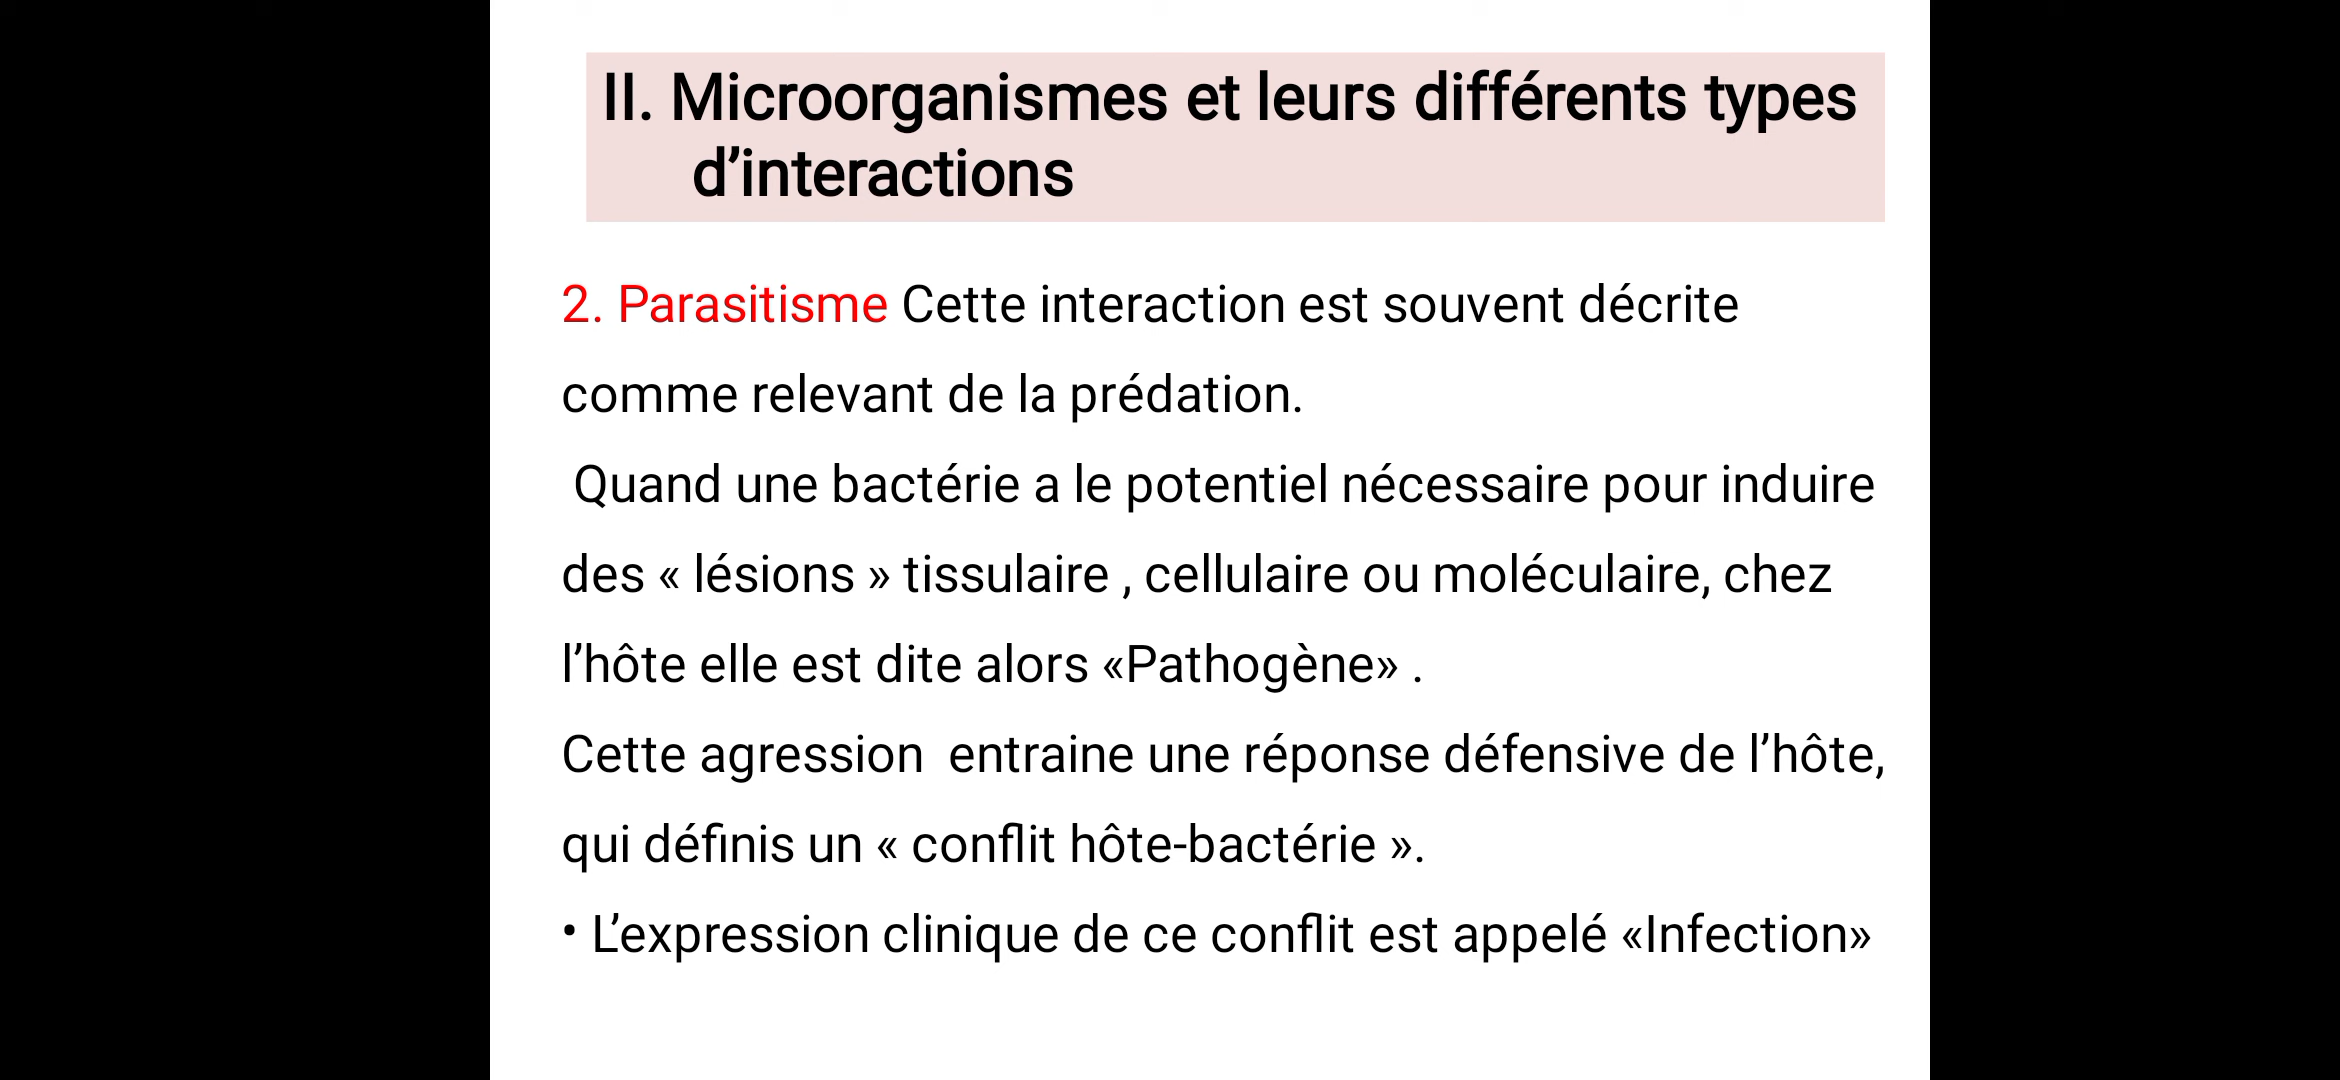 II. Microorganismes et leurs différents types
d’interactions
2. Parasitisme Cette interaction est souvent décrite
comme relevant de la prédation.
Quand une bactérie a le potentiel nécessaire pour induire
des « lésions » tissulaire , cellulaire ou moléculaire, chez
l’hôte elle est dite alors «Pathogène» .
Cette agression  entraine une réponse défensive de l’hôte,
qui définis un « conflit hôte-bactérie ».
• L’expression clinique de ce conflit est appelé «Infection»